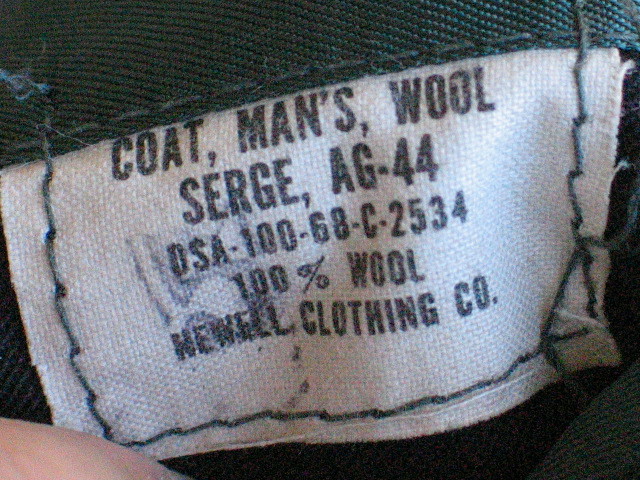 COAT, MAN'S, WOOL
SERGE, AG-44
DSA-100-68-C-2534
100% WOOL
NEWELL CLOTHING CO.